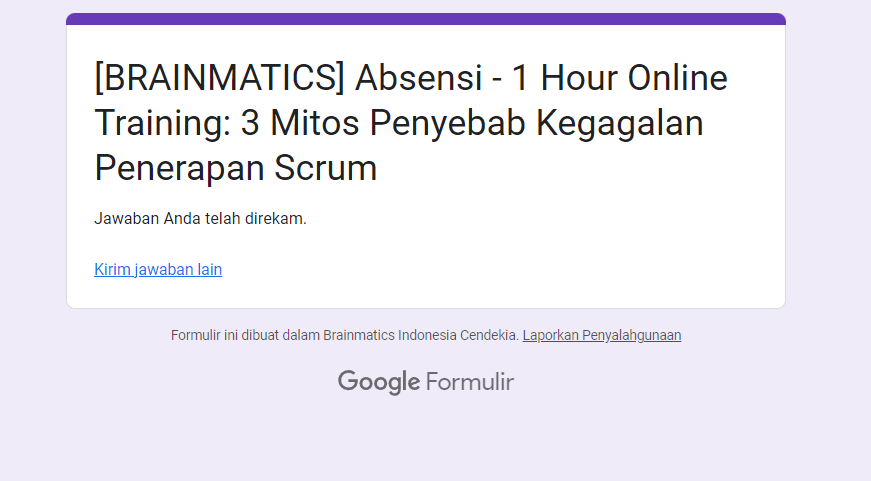 [BRAINMATICS] Absensi - 1 Hour Online
Training: 3 Mitos Penyebab Kegagalan
Penerapan Scrum
Jawaban Anda telah direkam.
Kirim jawaban lain
Formulir ini dibuat dalam Brainmatics Indonesia Cendekia. Laporkan Penyalahgunaan
Google Formulir